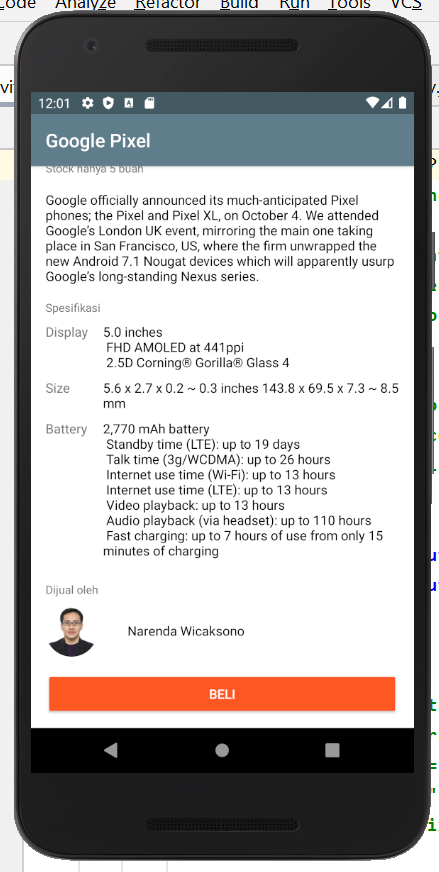 Code Analyze Refactor Build Run Tools VCS
12:01
Google Pixel
Stock hanya 5 buah
Google officially announced its much-anticipated Pixel
phones; the Pixel and Pixel XL, on October 4. We attended
Google's London UK event, mirroring the main one taking
place in San Francisco, US, where the firm unwrapped the
new Android 7.1 Nougat devices which will apparently usurp
Google's long-standing Nexus series.
Spesifikasi
Display 5.0 inches
FHD AMOLED at 441ppi
2.5D Corning® Gorilla® Glass 4
Size 5.6 x 2.7 x 0.2 ~ 0.3 inches 143.8 x 69.5 x 7.3 ~ 8.5
mm
Battery 2,770 mAh battery
Standby time (LTE): up to 19 days
Talk time (3g/WCDMA): up to 26 hours
Internet use time (Wi-Fi): up to 13 hours
Internet use time (LTE): up to 13 hours
Video playback: up to 13 hours
Audio playback (via headset): up to 110 hours
Fast charging: up to 7 hours of use from only 15
minutes of charging
Dijual oleh
Narenda Wicaksono
BELI